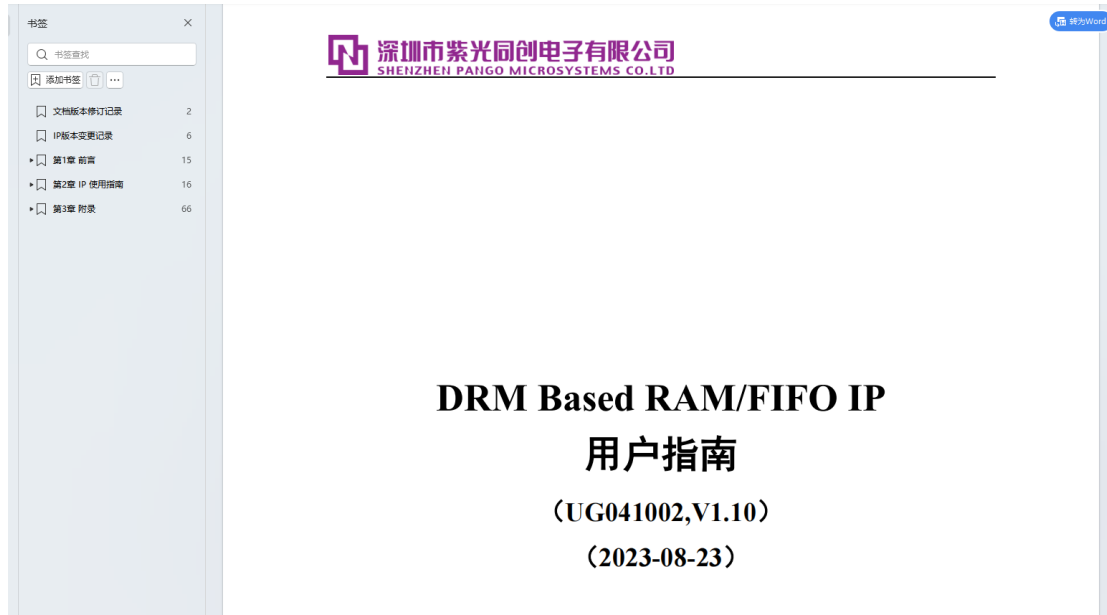 书签
书签查找
添加书签
文档版本修订记录 2
IP版本变更记录 6
第1章 前言 15
第2章 IP 使用指南 16
第3章 附录 66
转为Word
深圳市紫光同创电子有限公司
SHENZHEN PANGO MICROSYSTEMS CO.LTD
DRM Based RAM/FIFO IP
用户指南
（UG041002,V1.10）
（2023-08-23）